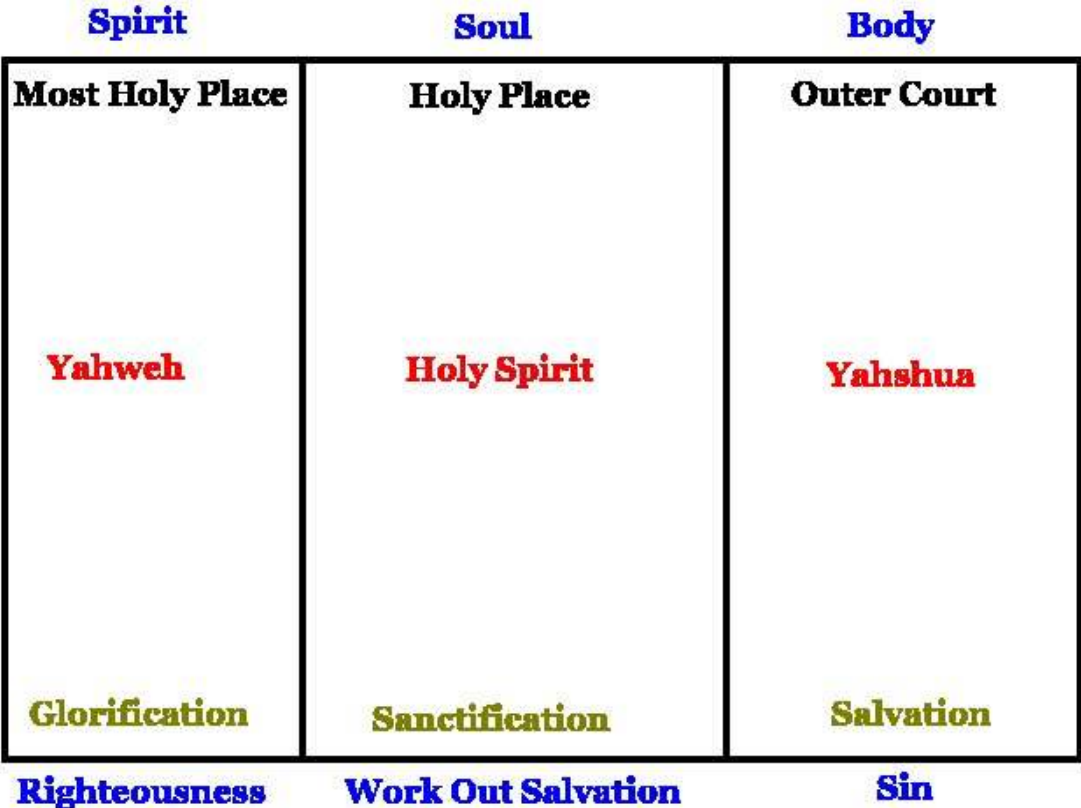 Spirit Soul Body
Most Holy Place Holy Place Outer Court
Yahweh Holy Spirit Yahshua
Glorification Sanctification Salvation
Righteousness Work Out Salvation Sin